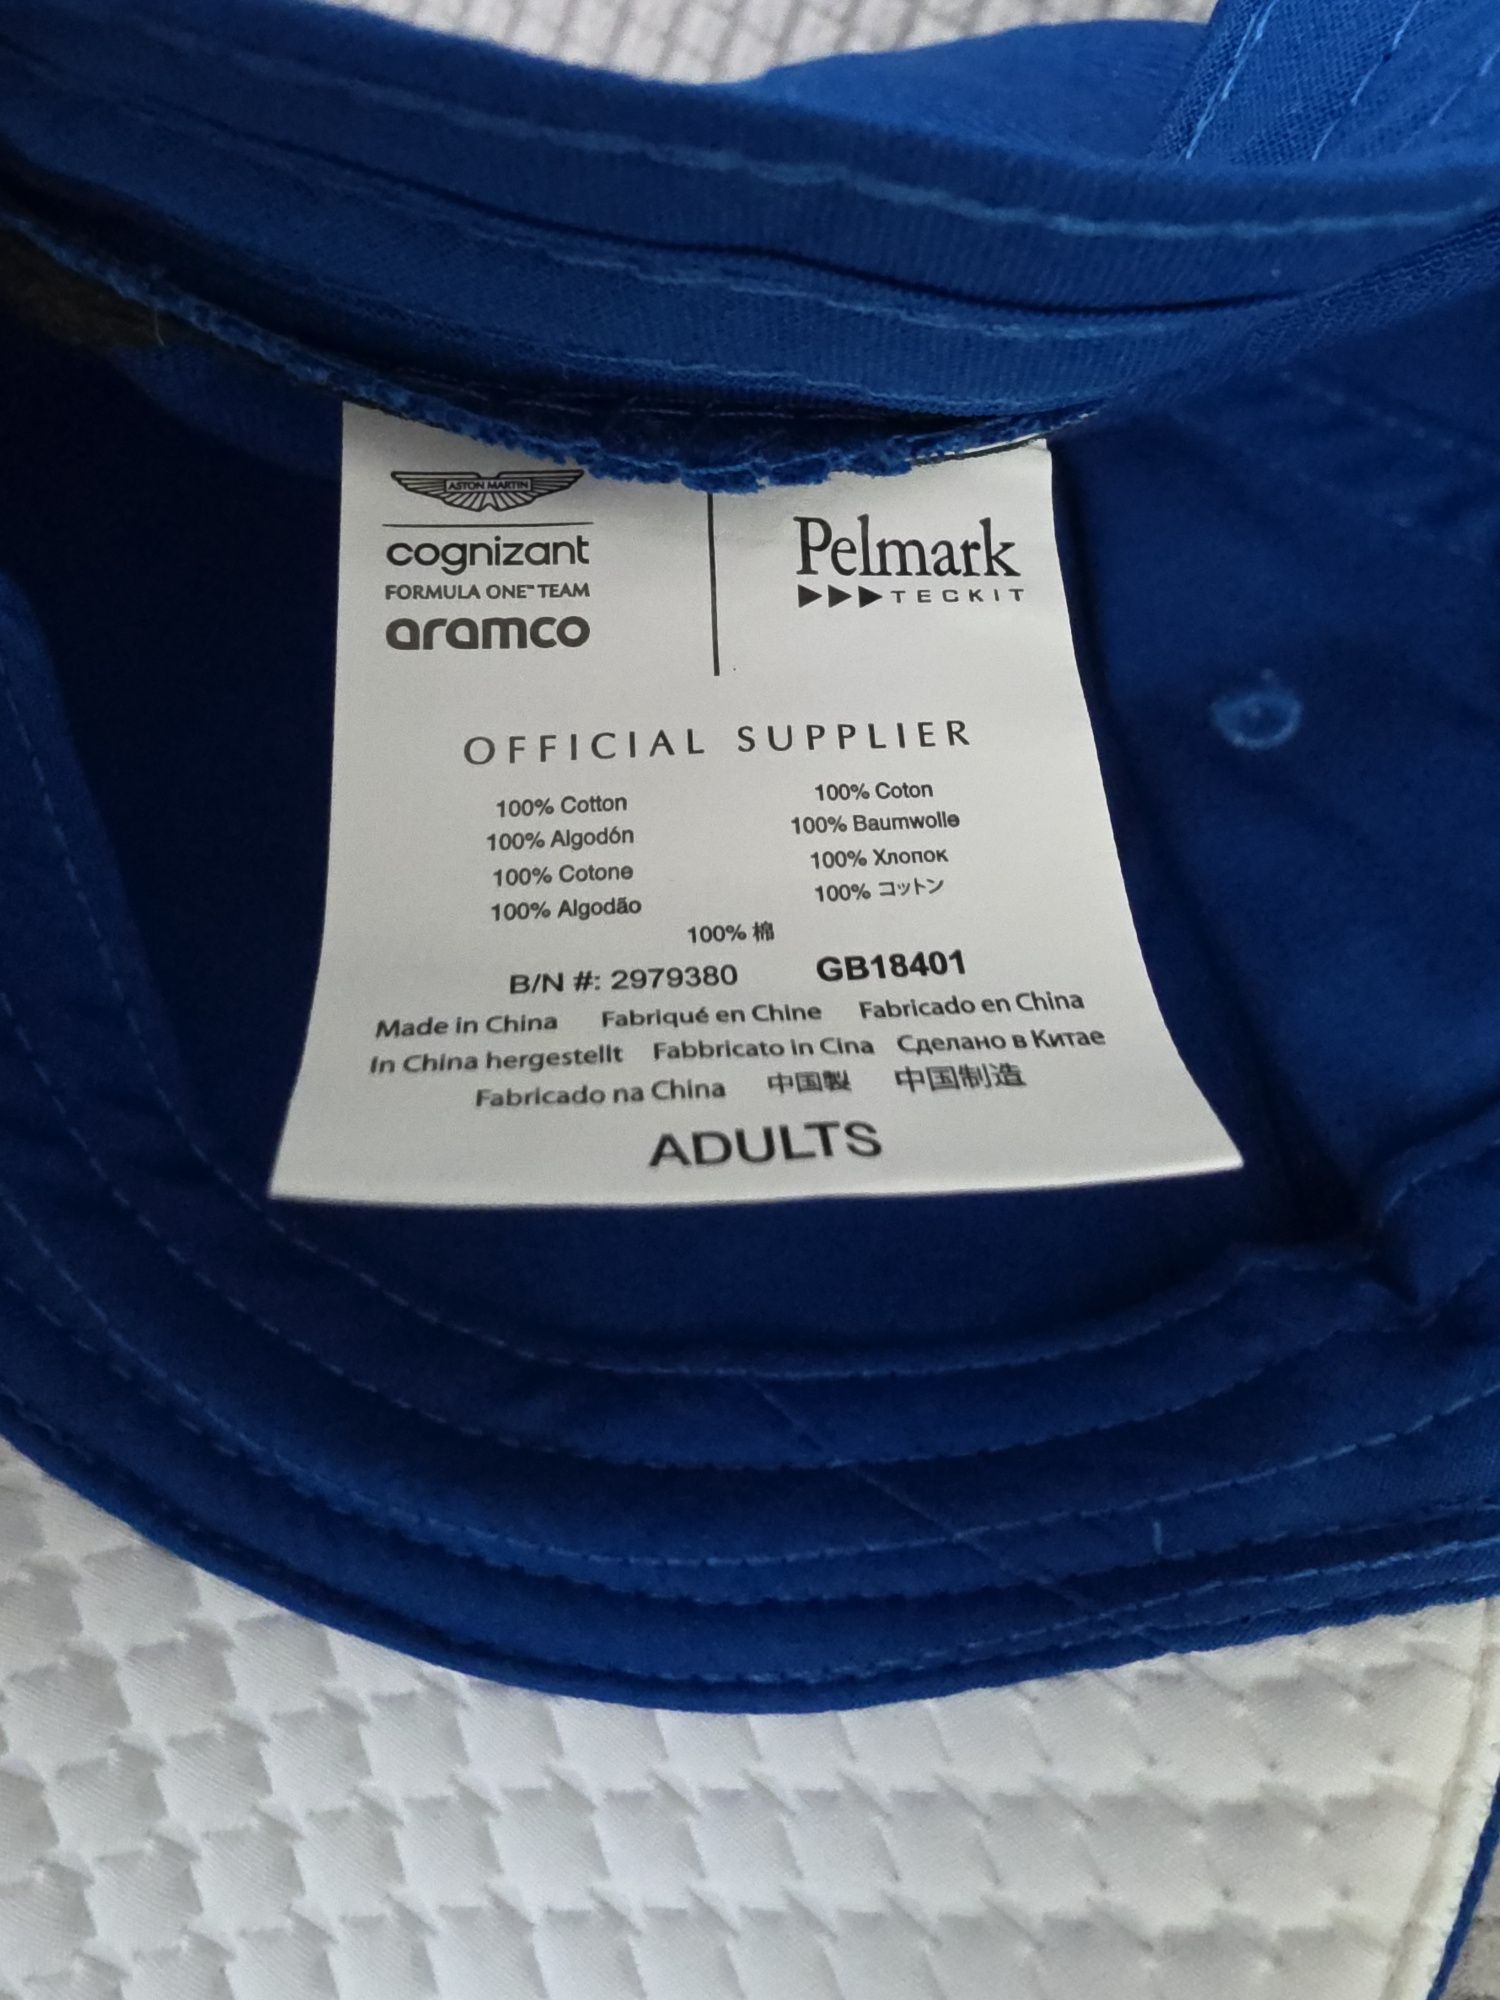 ASTON MARTIN
cognizant
FORMULA ONE™ TEAM
aramco
Pelmark
TECKIT
OFFICIAL SUPPLIER
100% Cotton 100% Coton
100% Algodón 100% Baumwolle
100% Cotone 100% Хлопок
100% Algodão 100% コットン
100% 棉
B/N #: 2979380 GB18401
Made in China Fabriqué en Chine Fabricado en China
In China hergestellt Fabbricato in Cina Сделано в Китае
Fabricado na China 中国製 中国制造
ADULTS